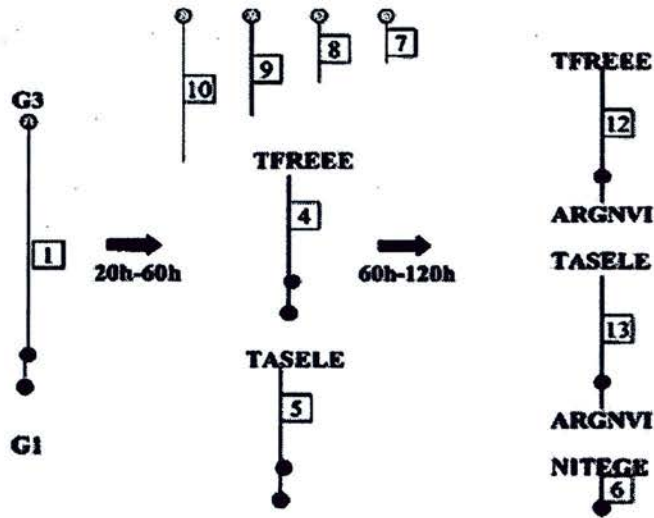 G3
1
G1
20h-60h
10
9
8
7
TFREEE
4
TASELE
5
60h-120h
TFREEE
12
ARGNVI
TASELE
13
ARGNVI
NITEGE
6